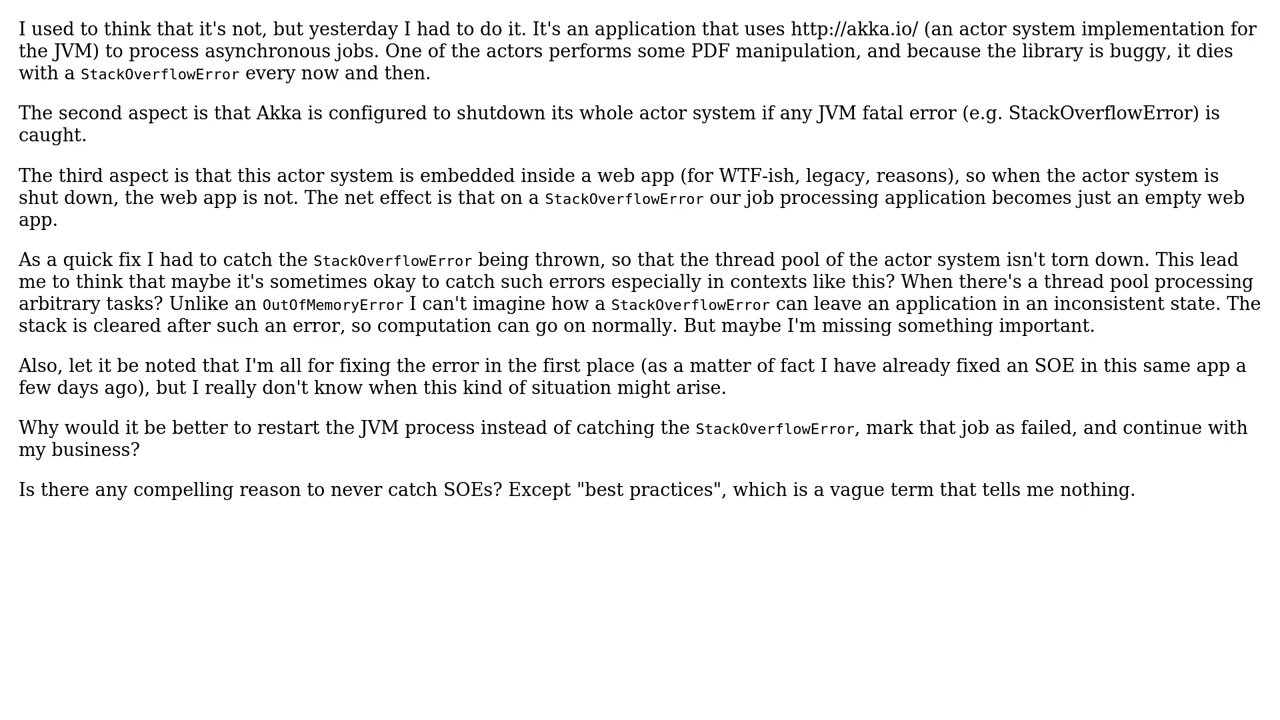 I used to think that it's not, but yesterday I had to do it. It's an application that uses http://akka.io/ (an actor system implementation for
the JVM) to process asynchronous jobs. One of the actors performs some PDF manipulation, and because the library is buggy, it dies
with a StackOverflowError every now and then.
The second aspect is that Akka is configured to shutdown its whole actor system if any JVM fatal error (e.g. StackOverflowError) is
caught.
The third aspect is that this actor system is embedded inside a web app (for WTF-ish, legacy, reasons), so when the actor system is
shut down, the web app is not. The net effect is that on a StackOverflowError our job processing application becomes just an empty web
app.
As a quick fix I had to catch the StackOverflowError being thrown, so that the thread pool of the actor system isn't torn down. This lead
me to think that maybe it's sometimes okay to catch such errors especially in contexts like this? When there's a thread pool processing
arbitrary tasks? Unlike an OutOfMemoryError I can't imagine how a StackOverflowError can leave an application in an inconsistent state. The
stack is cleared after such an error, so computation can go on normally. But maybe I'm missing something important.
Also, let it be noted that I'm all for fixing the error in the first place (as a matter of fact I have already fixed an SOE in this same app a
few days ago), but I really don't know when this kind of situation might arise.
Why would it be better to restart the JVM process instead of catching the StackOverflowError, mark that job as failed, and continue with
my business?
Is there any compelling reason to never catch SOEs? Except "best practices", which is a vague term that tells me nothing.